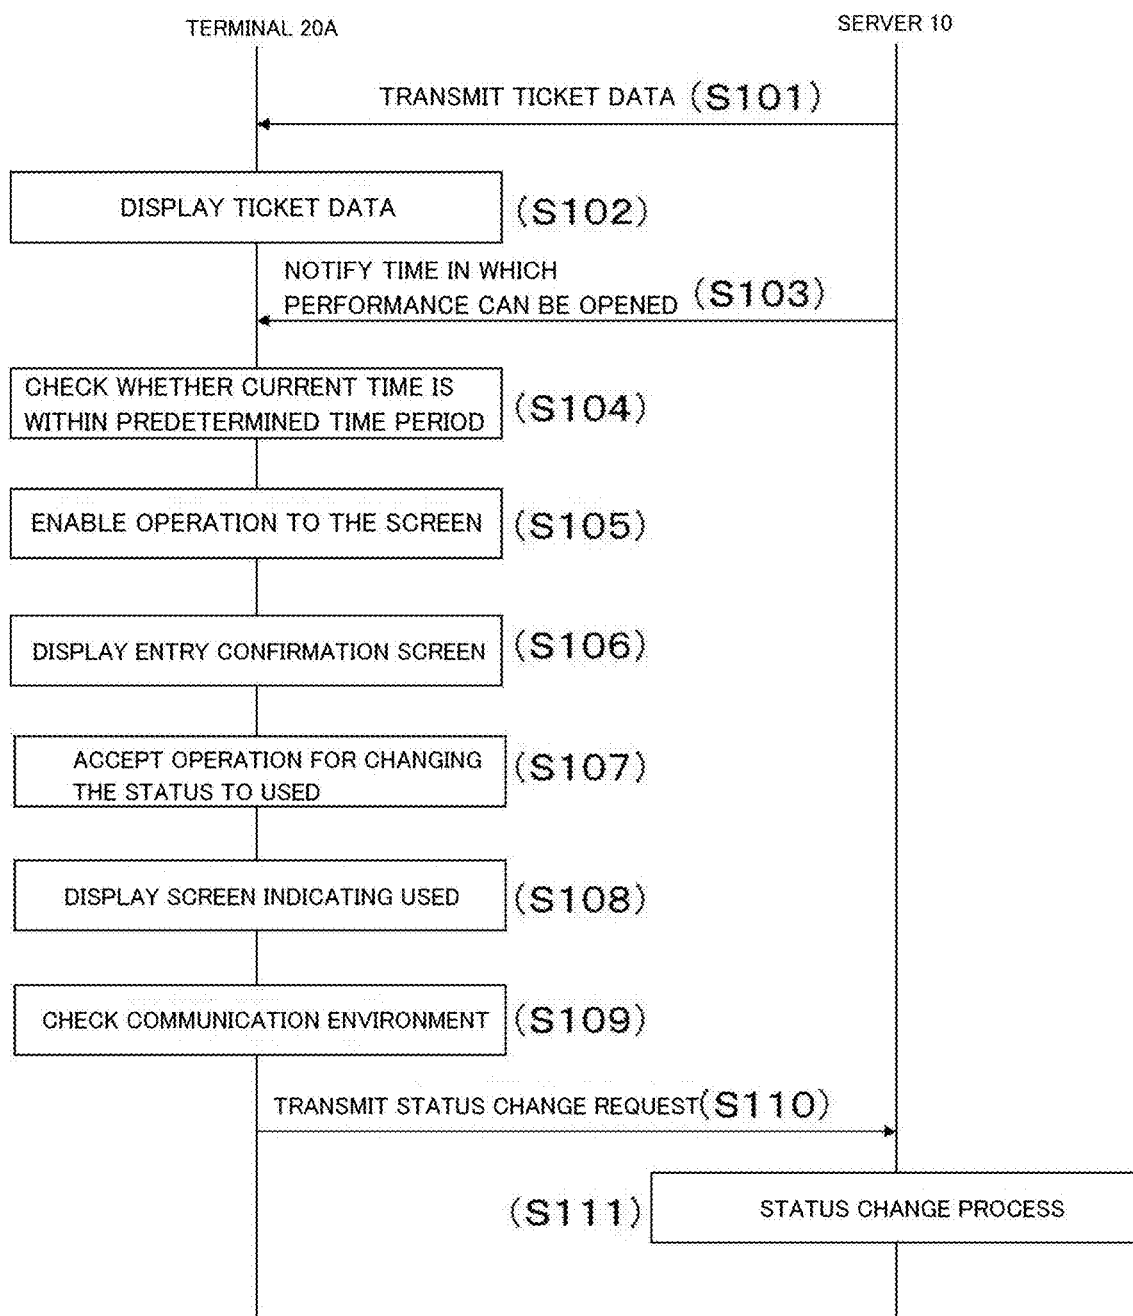 TERMINAL 20A
SERVER 10
TRANSMIT TICKET DATA (S101)
DISPLAY TICKET DATA
(S102)
NOTIFY TIME IN WHICH
PERFORMANCE CAN BE OPENED
(S103)
CHECK WHETHER CURRENT TIME IS
WITHIN PREDETERMINED TIME PERIOD
(S104)
ENABLE OPERATION TO THE SCREEN
(S105)
DISPLAY ENTRY CONFIRMATION SCREEN
(S106)
ACCEPT OPERATION FOR CHANGING
THE STATUS TO USED
(S107)
DISPLAY SCREEN INDICATING USED
(S108)
CHECK COMMUNICATION ENVIRONMENT
(S109)
TRANSMIT STATUS CHANGE REQUEST(S110)
(S111)
STATUS CHANGE PROCESS